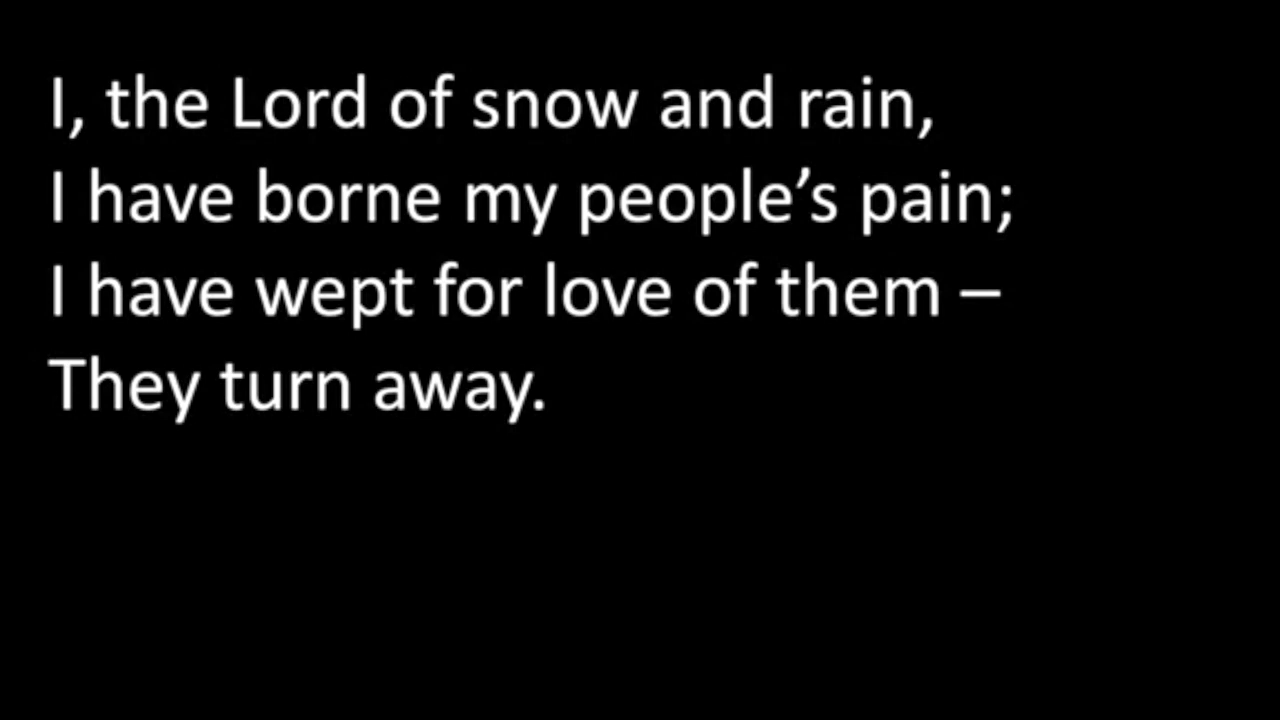 I, the Lord of snow and rain,
I have borne my people’s pain;
I have wept for love of them –
They turn away.